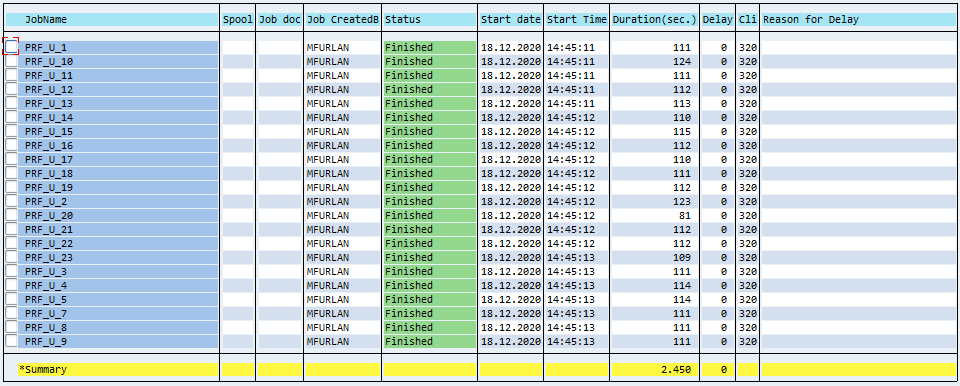 JobName Spool Job doc Job CreatedB Status Start date Start Time Duration(sec.) Delay Cli Reason for Delay
PRF_U_1 MFURLAN Finished 18.12.2020 14:45:11 111 0 320
PRF_U_10 MFURLAN Finished 18.12.2020 14:45:11 124 0 320
PRF_U_11 MFURLAN Finished 18.12.2020 14:45:11 111 0 320
PRF_U_12 MFURLAN Finished 18.12.2020 14:45:11 112 0 320
PRF_U_13 MFURLAN Finished 18.12.2020 14:45:11 113 0 320
PRF_U_14 MFURLAN Finished 18.12.2020 14:45:12 110 0 320
PRF_U_15 MFURLAN Finished 18.12.2020 14:45:12 115 0 320
PRF_U_16 MFURLAN Finished 18.12.2020 14:45:12 112 0 320
PRF_U_17 MFURLAN Finished 18.12.2020 14:45:12 110 0 320
PRF_U_18 MFURLAN Finished 18.12.2020 14:45:12 111 0 320
PRF_U_19 MFURLAN Finished 18.12.2020 14:45:12 112 0 320
PRF_U_2 MFURLAN Finished 18.12.2020 14:45:12 123 0 320
PRF_U_20 MFURLAN Finished 18.12.2020 14:45:12 81 0 320
PRF_U_21 MFURLAN Finished 18.12.2020 14:45:12 112 0 320
PRF_U_22 MFURLAN Finished 18.12.2020 14:45:12 112 0 320
PRF_U_23 MFURLAN Finished 18.12.2020 14:45:13 109 0 320
PRF_U_3 MFURLAN Finished 18.12.2020 14:45:13 111 0 320
PRF_U_4 MFURLAN Finished 18.12.2020 14:45:13 114 0 320
PRF_U_5 MFURLAN Finished 18.12.2020 14:45:13 114 0 320
PRF_U_7 MFURLAN Finished 18.12.2020 14:45:13 111 0 320
PRF_U_8 MFURLAN Finished 18.12.2020 14:45:13 111 0 320
PRF_U_9 MFURLAN Finished 18.12.2020 14:45:13 111 0 320
*Summary 2.450 0